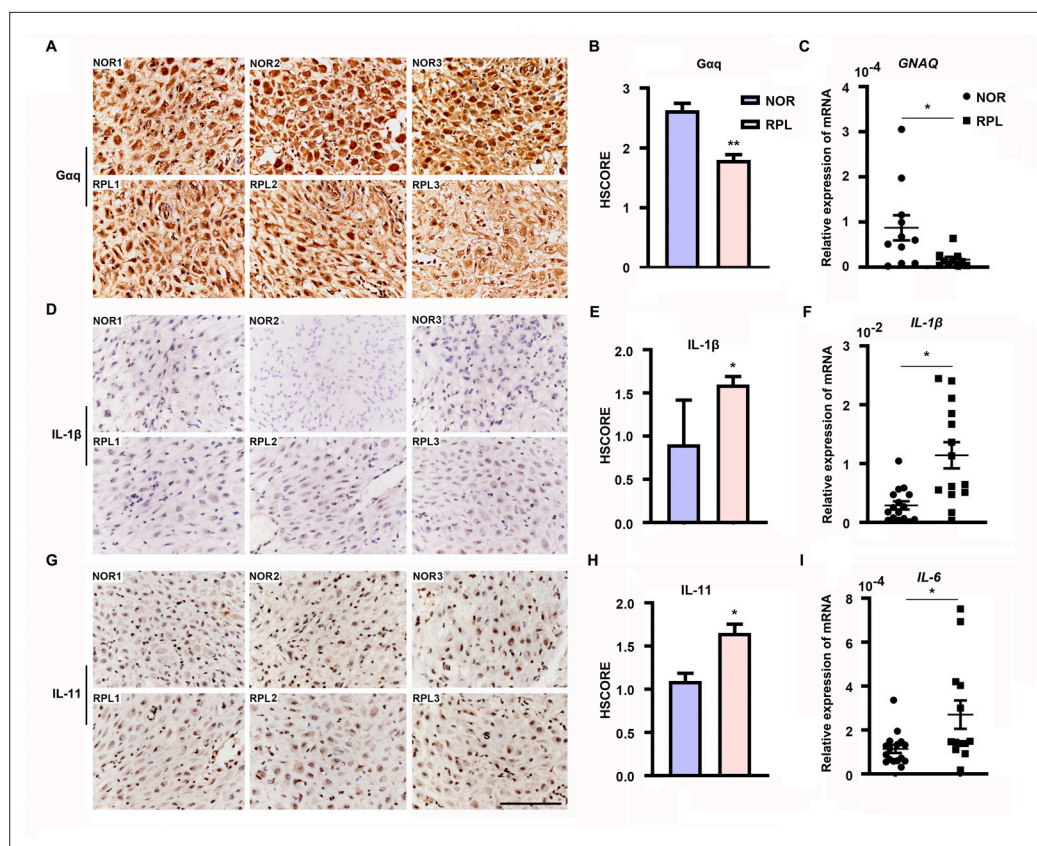 A
NOR1
NOR2
NOR3
Gαq
RPL1
RPL2
RPL3
B
Gαq
HSCORE
3
2
1
0
NOR
RPL
**
C
GNAQ
10-4
Relative expression of mRNA
4
3
2
1
0
*
NOR
RPL
D
NOR1
NOR2
NOR3
IL-1β
RPL1
RPL2
RPL3
E
IL-1β
HSCORE
2.0
1.5
1.0
0.5
0.0
*
F
IL-1β
10-2
Relative expression of mRNA
3
2
1
0
*
G
NOR1
NOR2
NOR3
IL-11
RPL1
RPL2
RPL3
S
H
IL-11
HSCORE
2.0
1.5
1.0
0.5
0.0
*
I
IL-6
10-4
Relative expression of mRNA
8
6
4
2
0
*